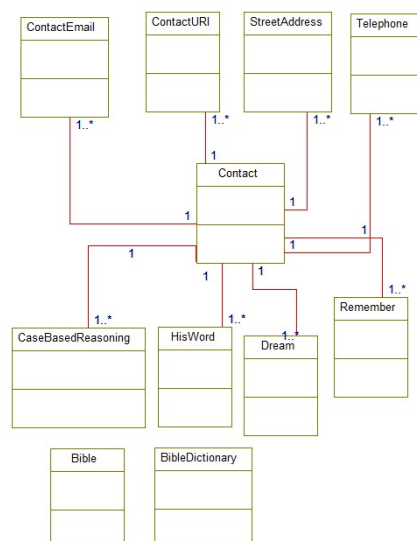 ContactEmail
ContactURI
StreetAddress
Telephone
1..*
1..*
1..*
1..*
1
Contact
1
1
1
1
1
1
1
1
1..*
CaseBasedReasoning
1..*
HisWord
1..*
Dream
1..*
Remember
Bible
BibleDictionary